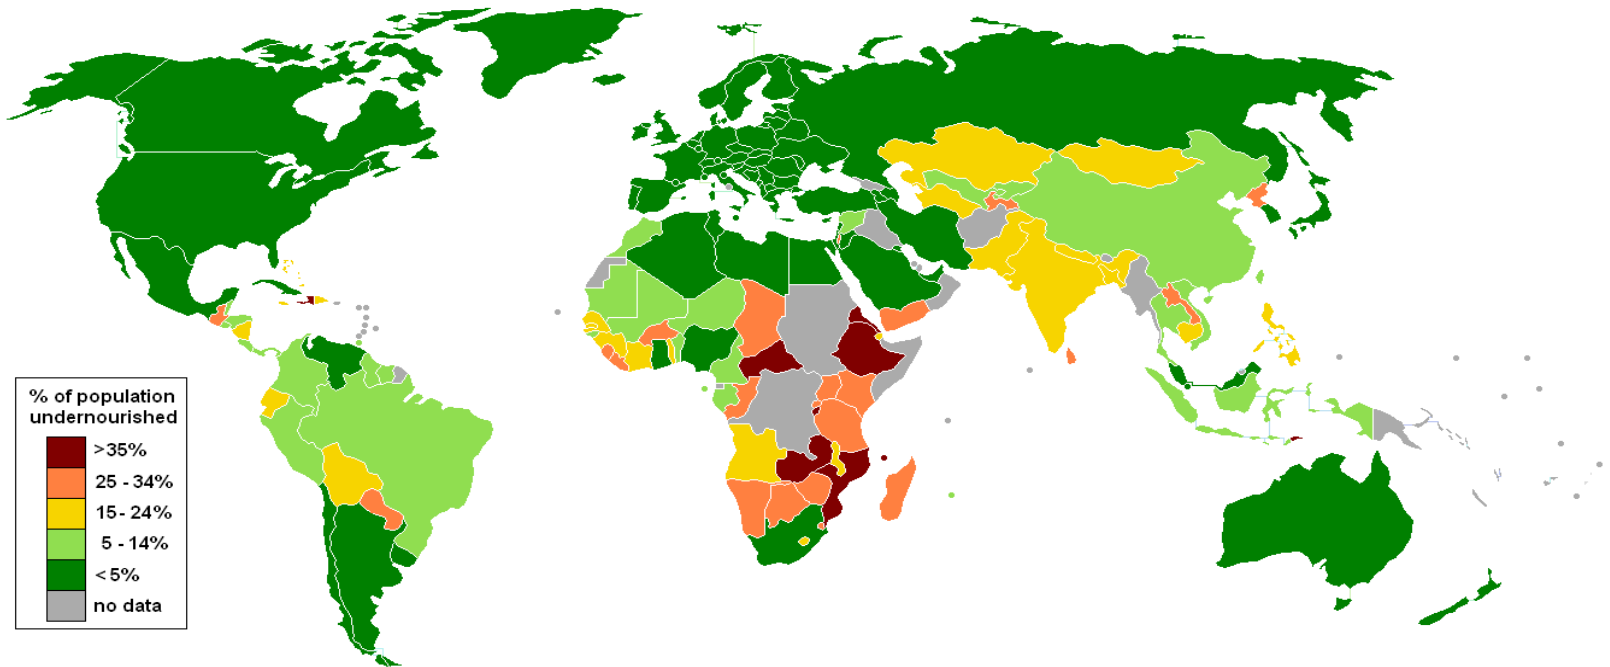 % of population
undernourished
>35%
25 - 34%
15 - 24%
5 - 14%
< 5%
no data